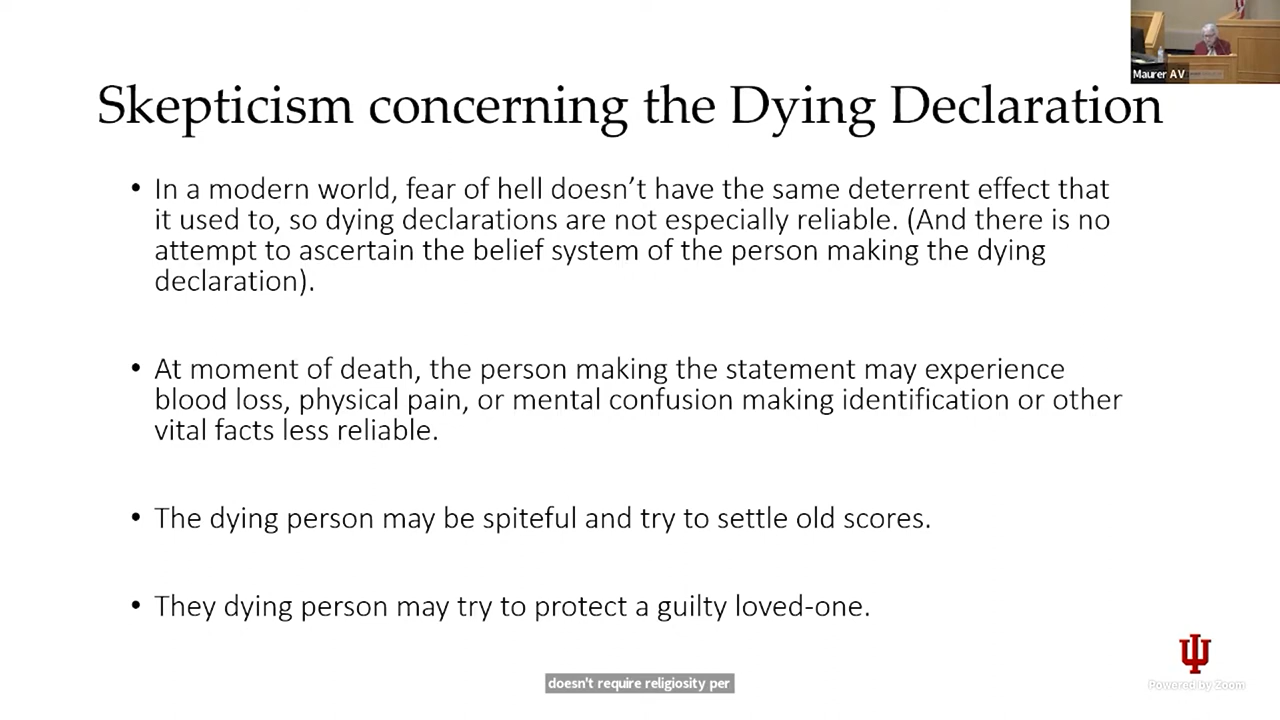 Maurer AV
Skepticism concerning the Dying Declaration
• In a modern world, fear of hell doesn’t have the same deterrent effect that
it used to, so dying declarations are not especially reliable. (And there is no
attempt to ascertain the belief system of the person making the dying
declaration).
• At moment of death, the person making the statement may experience
blood loss, physical pain, or mental confusion making identification or other
vital facts less reliable.
• The dying person may be spiteful and try to settle old scores.
• They dying person may try to protect a guilty loved-one.
doesn't require religiosity per
Powered by Zoom